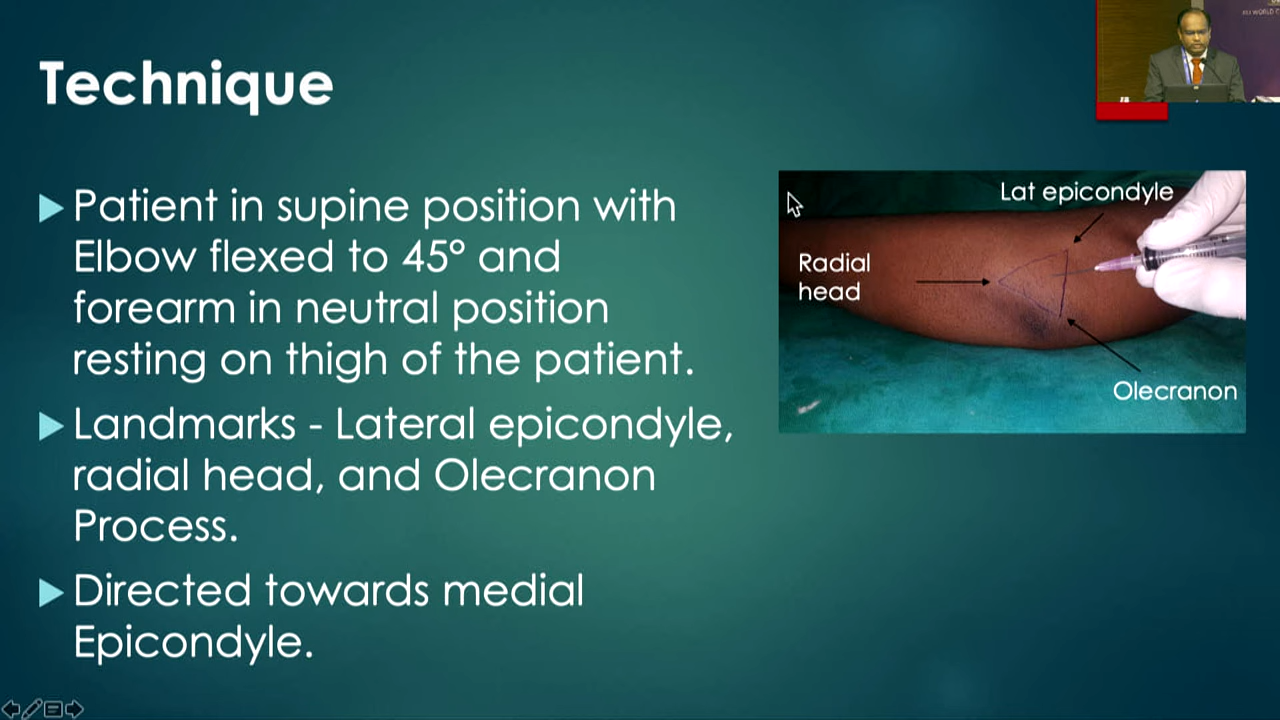 Technique
Patient in supine position with
Elbow flexed to 45° and
forearm in neutral position
resting on thigh of the patient.
Landmarks - Lateral epicondyle,
radial head, and Olecranon
Process.
Directed towards medial
Epicondyle.
Lat epicondyle
Radial
head
Olecranon
WORLD